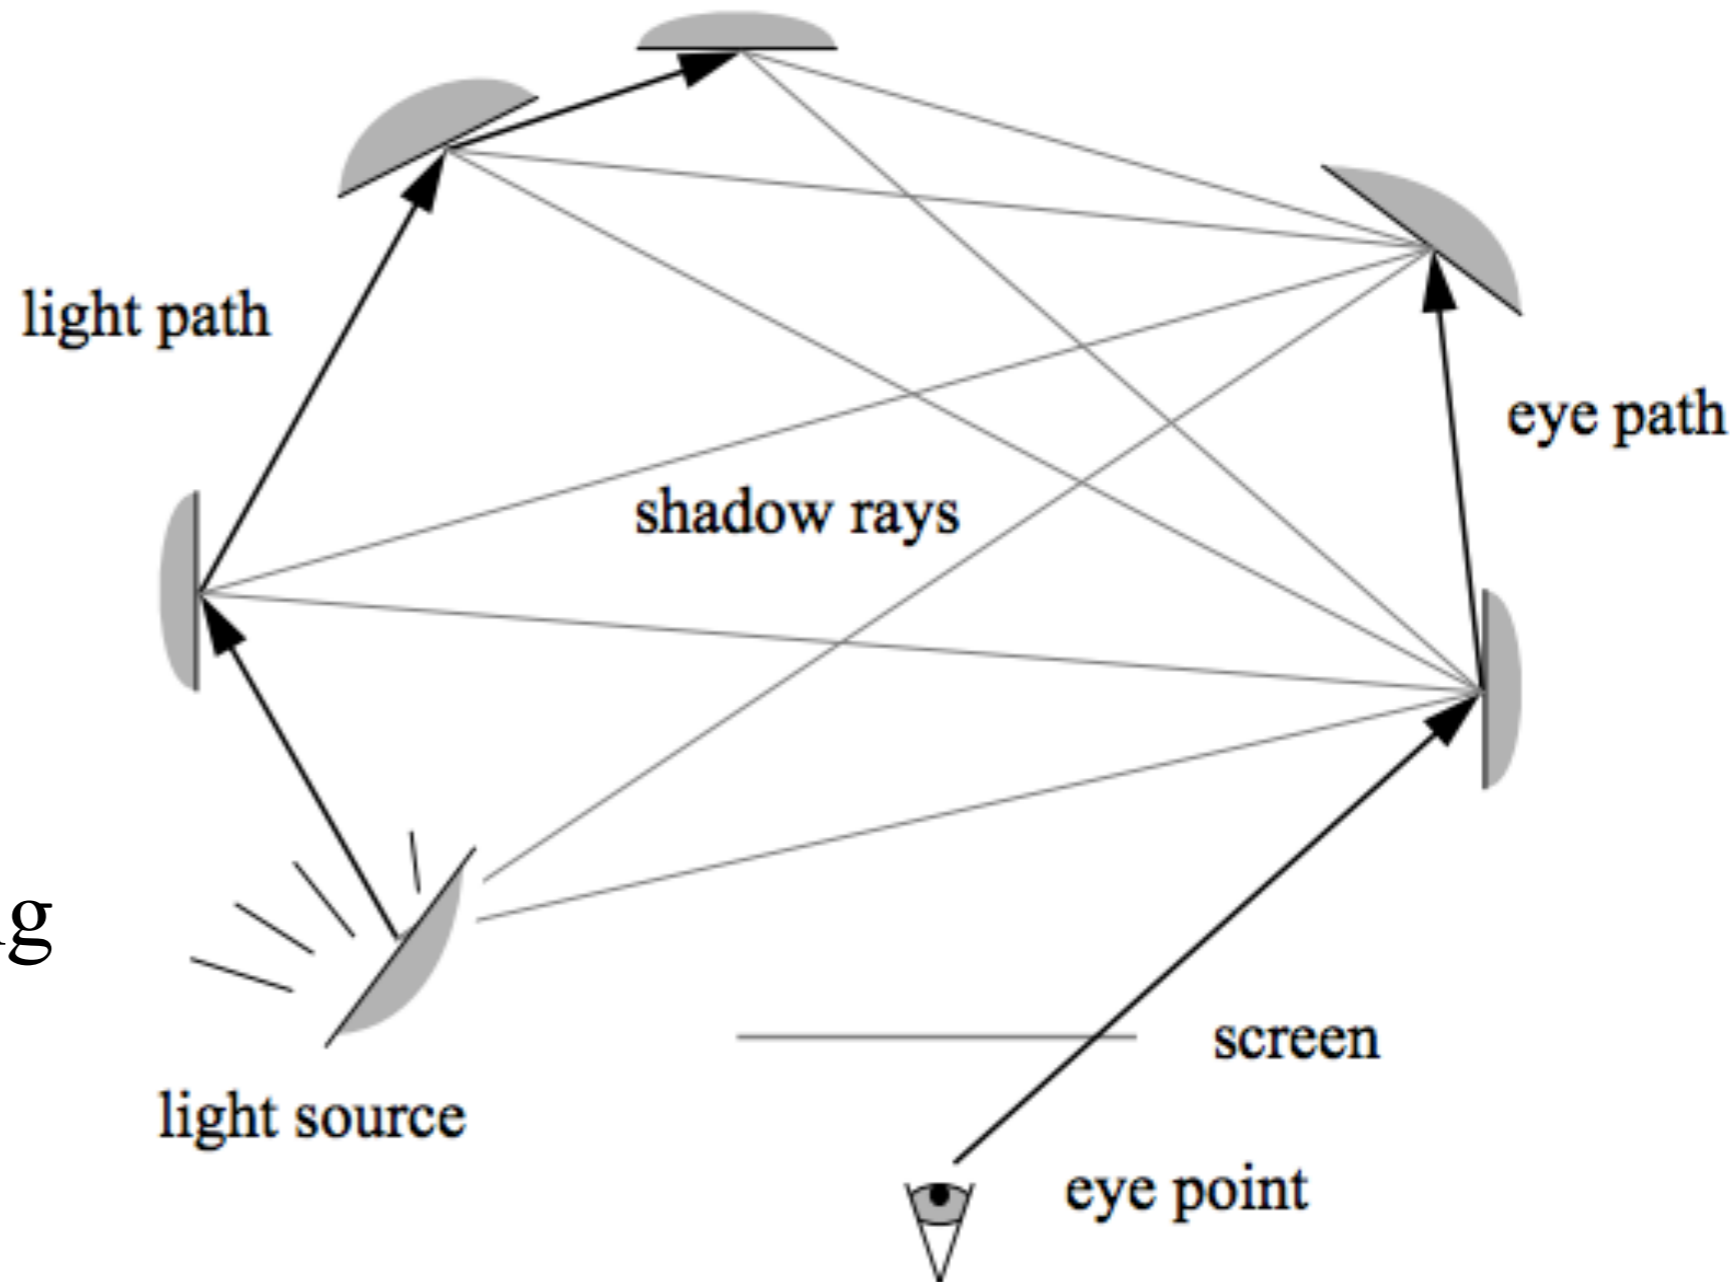 light path
eye path
shadow rays
screen
light source
eye point